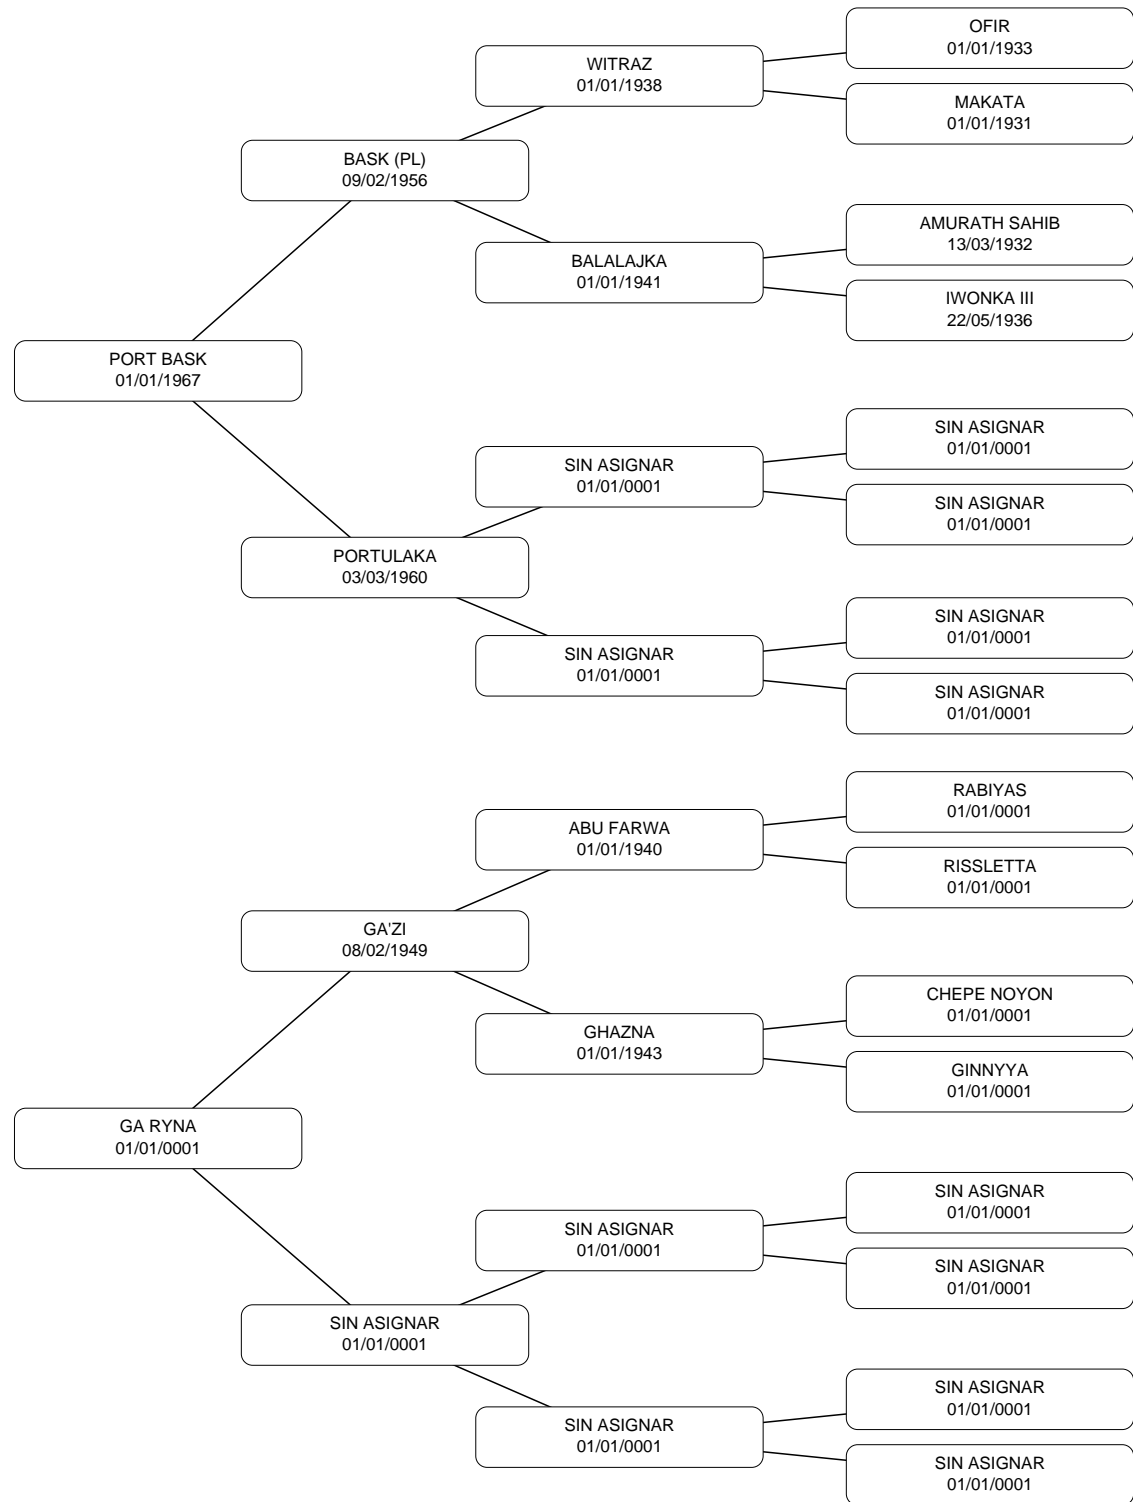 OFIR
01/01/1933
WITRAZ
01/01/1938
MAKATA
01/01/1931
BASK (PL)
09/02/1956
AMURATH SAHIB
13/03/1932
BALALAJKA
01/01/1941
IWONKA III
22/05/1936
PORT BASK
01/01/1967
SIN ASIGNAR
01/01/0001
SIN ASIGNAR
01/01/0001
SIN ASIGNAR
01/01/0001
PORTULAKA
03/03/1960
SIN ASIGNAR
01/01/0001
SIN ASIGNAR
01/01/0001
SIN ASIGNAR
01/01/0001
RABIYAS
01/01/0001
ABU FARWA
01/01/1940
RISSLETTA
01/01/0001
GA'ZI
08/02/1949
CHEPE NOYON
01/01/0001
GHAZNA
01/01/1943
GINNYYA
01/01/0001
GA RYNA
01/01/0001
SIN ASIGNAR
01/01/0001
SIN ASIGNAR
01/01/0001
SIN ASIGNAR
01/01/0001
SIN ASIGNAR
01/01/0001
SIN ASIGNAR
01/01/0001
SIN ASIGNAR
01/01/0001
SIN ASIGNAR
01/01/0001